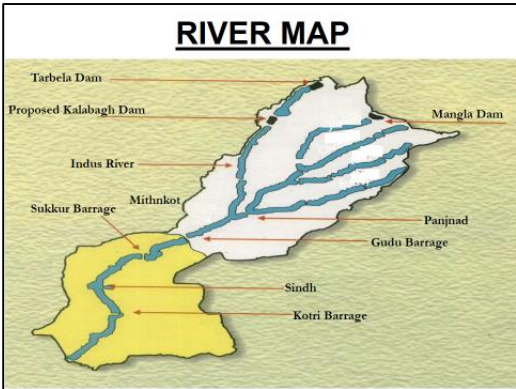 RIVER MAP
Tarbela Dam
Proposed Kalabagh Dam
Mangla Dam
Indus River
Mithnkot
Sukkur Barrage
Panjnad
Gudu Barrage
Sindh
Kotri Barrage